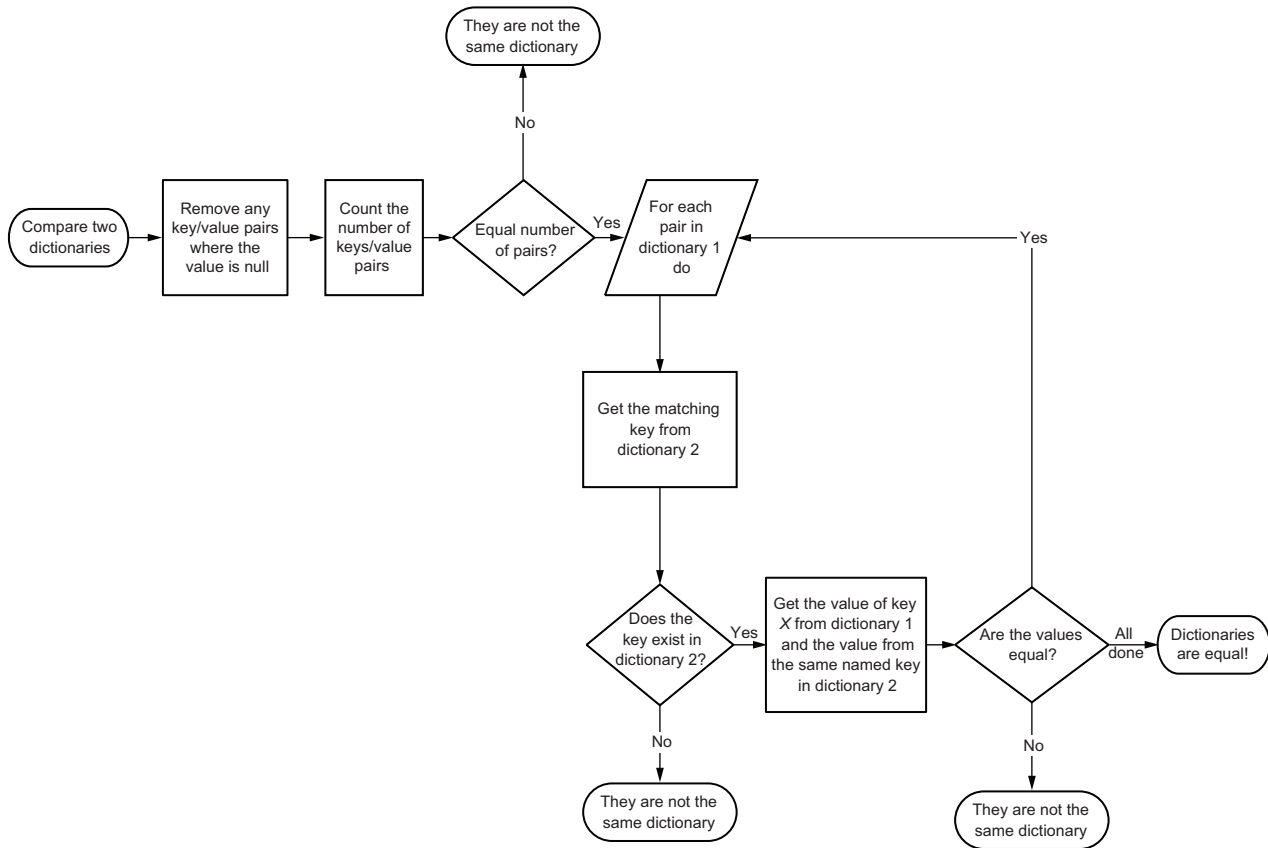 They are not the
same dictionary
No
Compare two
dictionaries
Remove any
key/value pairs
where the
value is null
Count the
number of
keys/value
pairs
Equal number
of pairs?
Yes
For each
pair in
dictionary 1
do
Yes
Get the matching
key from
dictionary 2
Does the
key exist in
dictionary 2?
Yes
Get the value of key
X from dictionary 1
and the value from
the same named key
in dictionary 2
Are the values
equal?
All
done
Dictionaries
are equal!
No
They are not the
same dictionary
No
They are not the
same dictionary